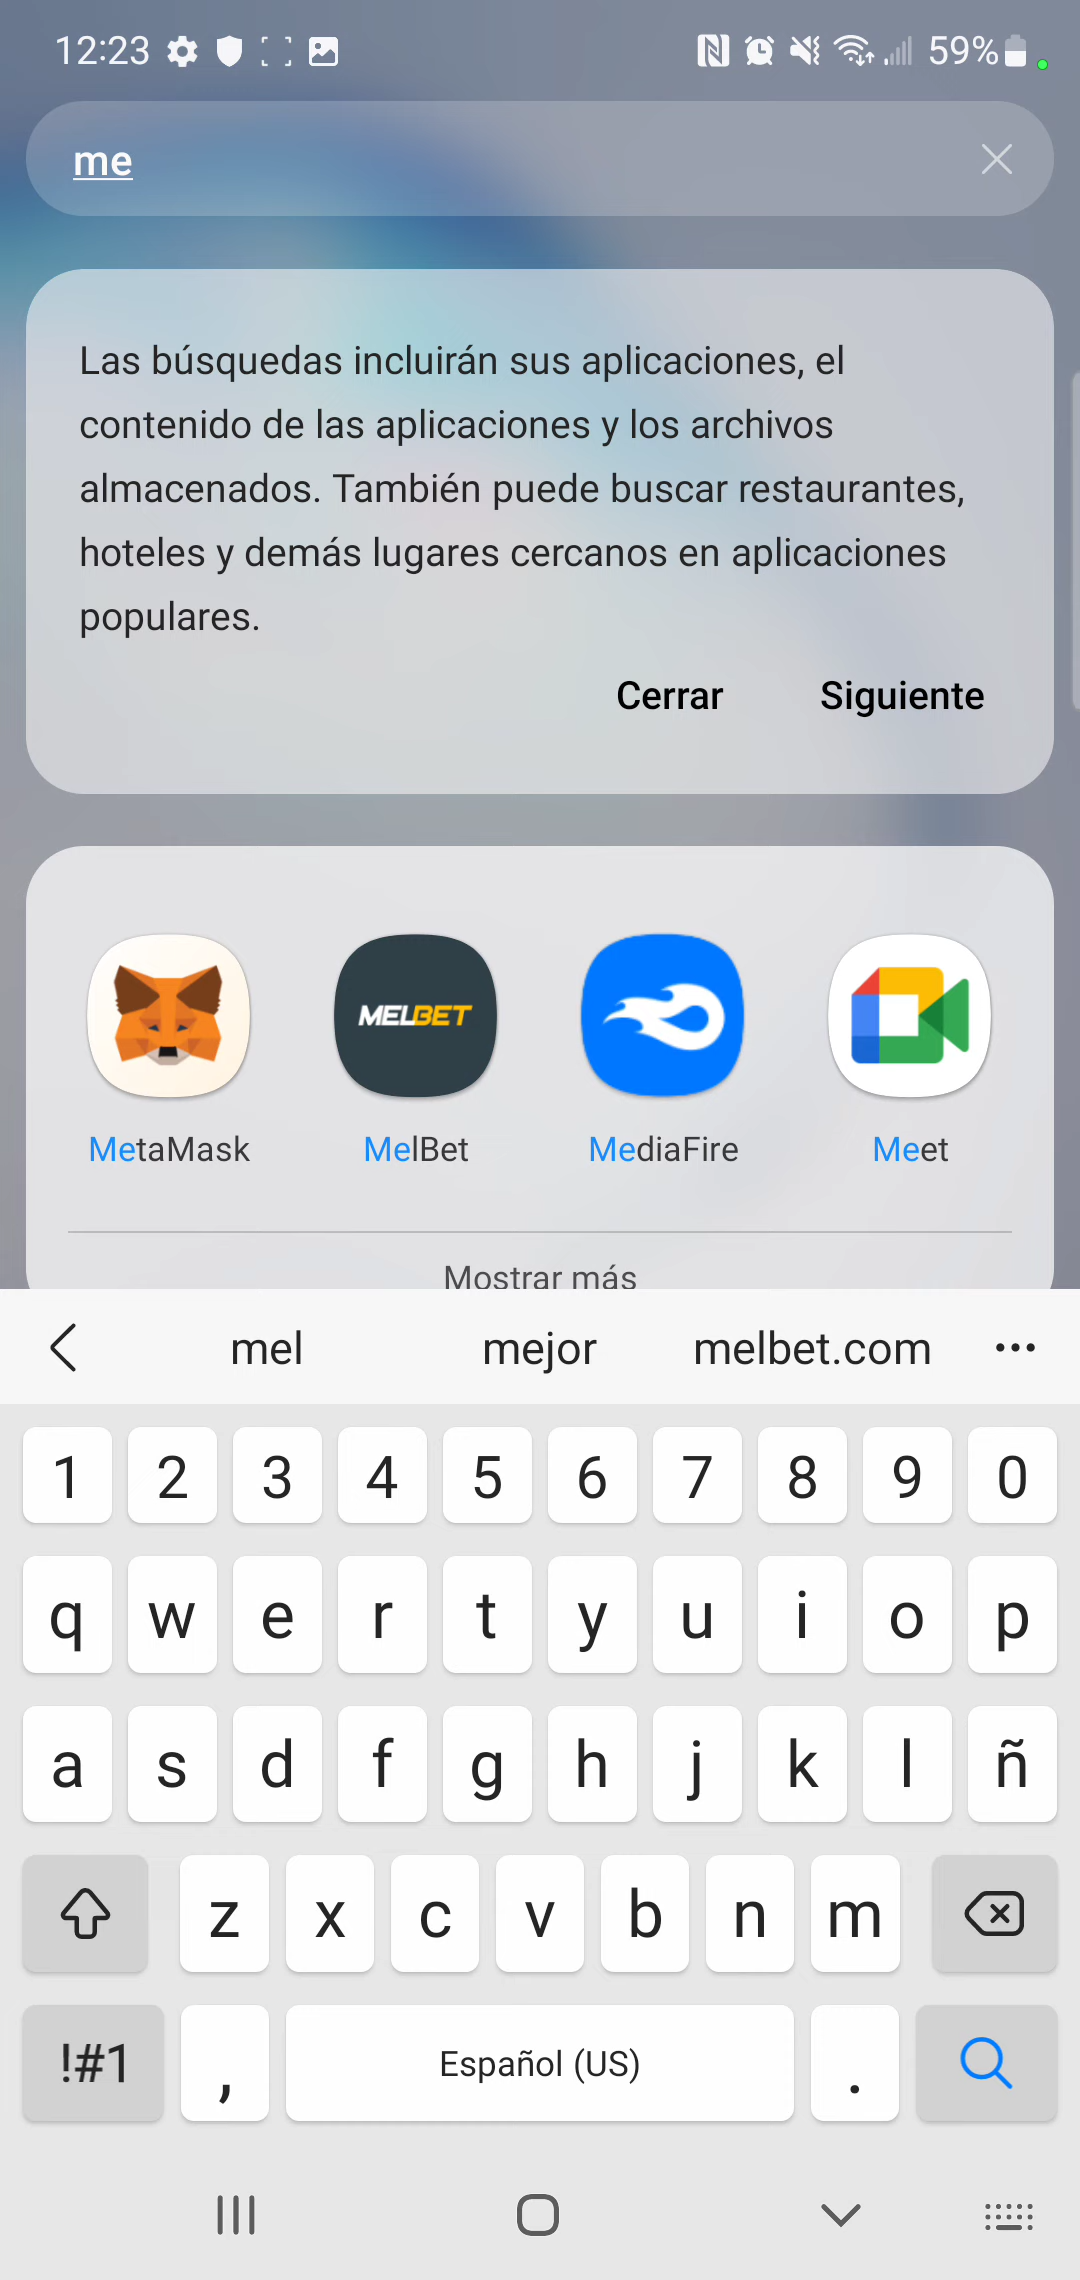 12:23
59%
me
Las búsquedas incluirán sus aplicaciones, el
contenido de las aplicaciones y los archivos
almacenados. También puede buscar restaurantes,
hoteles y demás lugares cercanos en aplicaciones
populares.
Cerrar Siguiente
MELBET
MetaMask MelBet MediaFire Meet
Mostrar más
mel mejor melbet.com
1 2 3 4 5 6 7 8 9 0
q w e r t y u i o p
a s d f g h j k l ñ
z x c v b n m
!#1 , Español (US) .